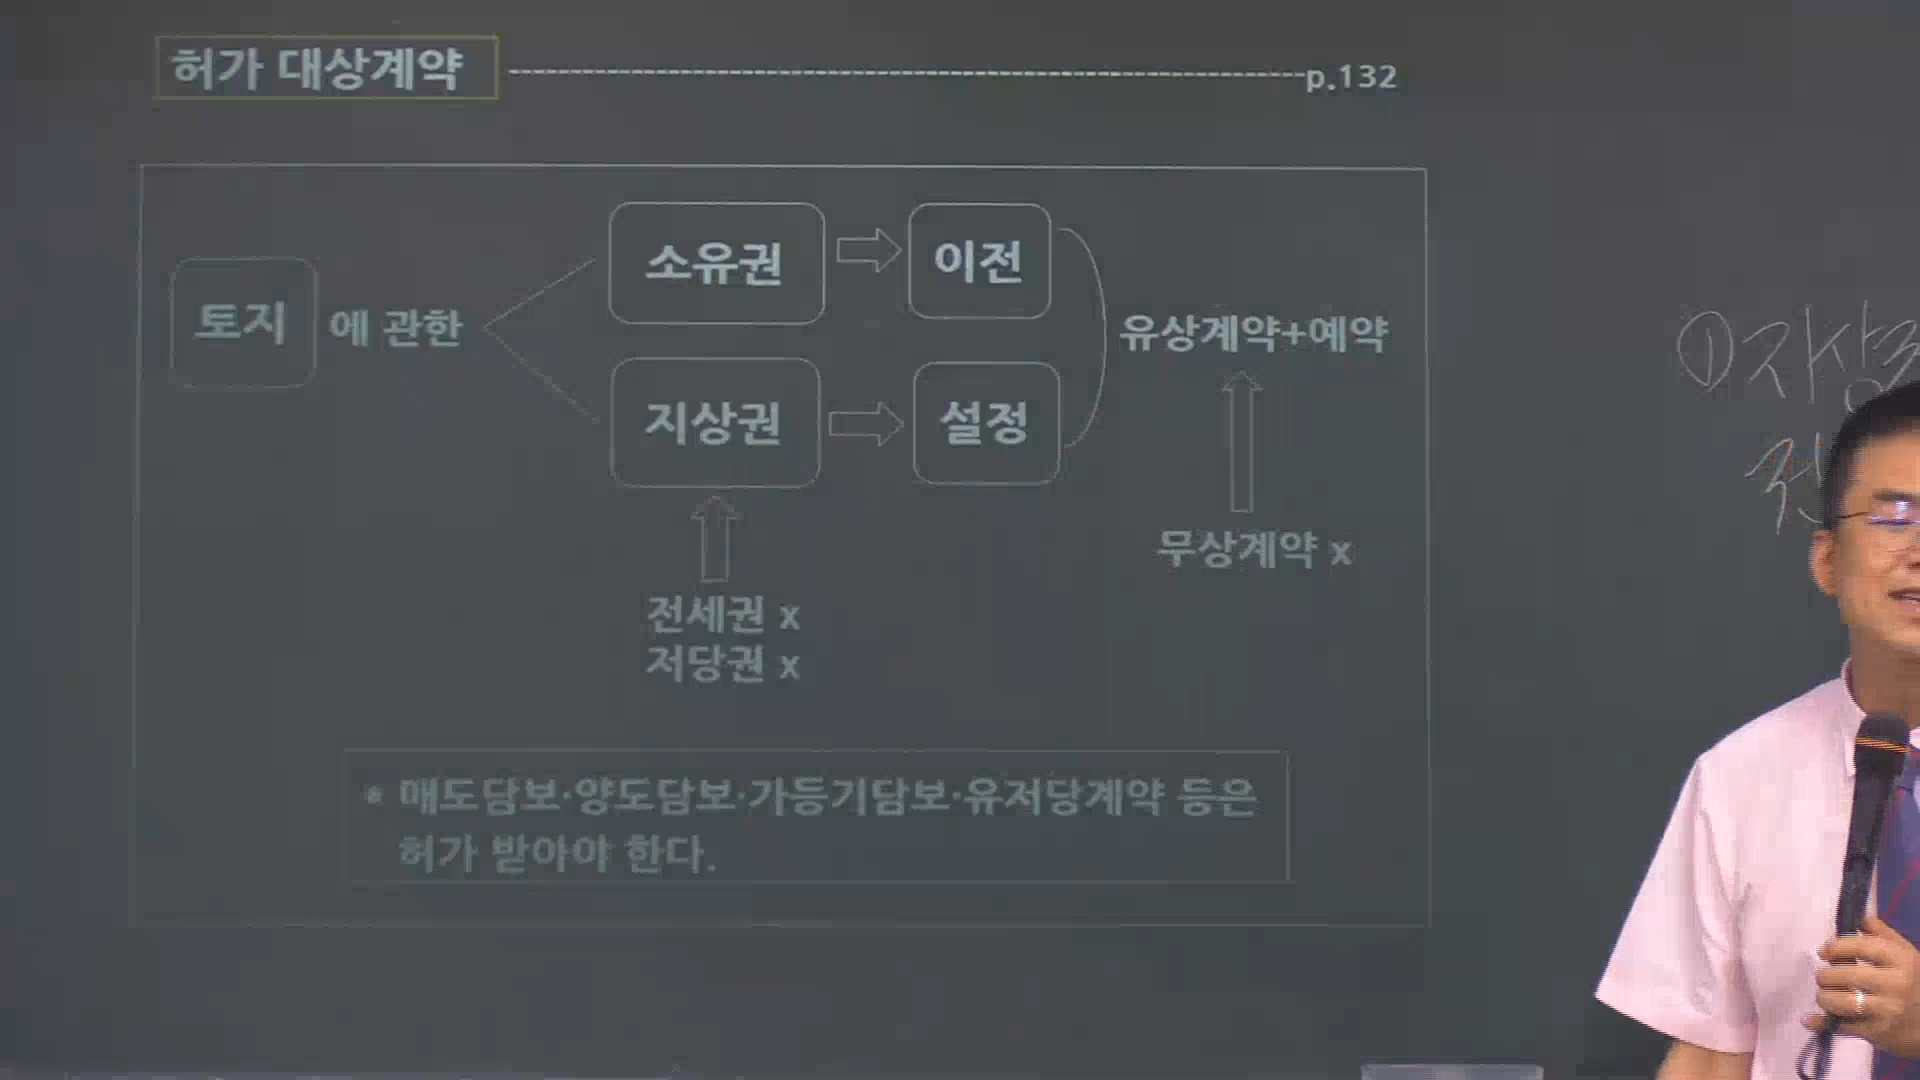 허가 대상계약 p.132
토지 에 관한
소유권 이전
지상권 설정
유상계약+예약
무상계약 x
전세권 x
저당권 x
* 매도담보·양도담보·가등기담보·유저당계약 등은
허가 받아야 한다.
① 지상